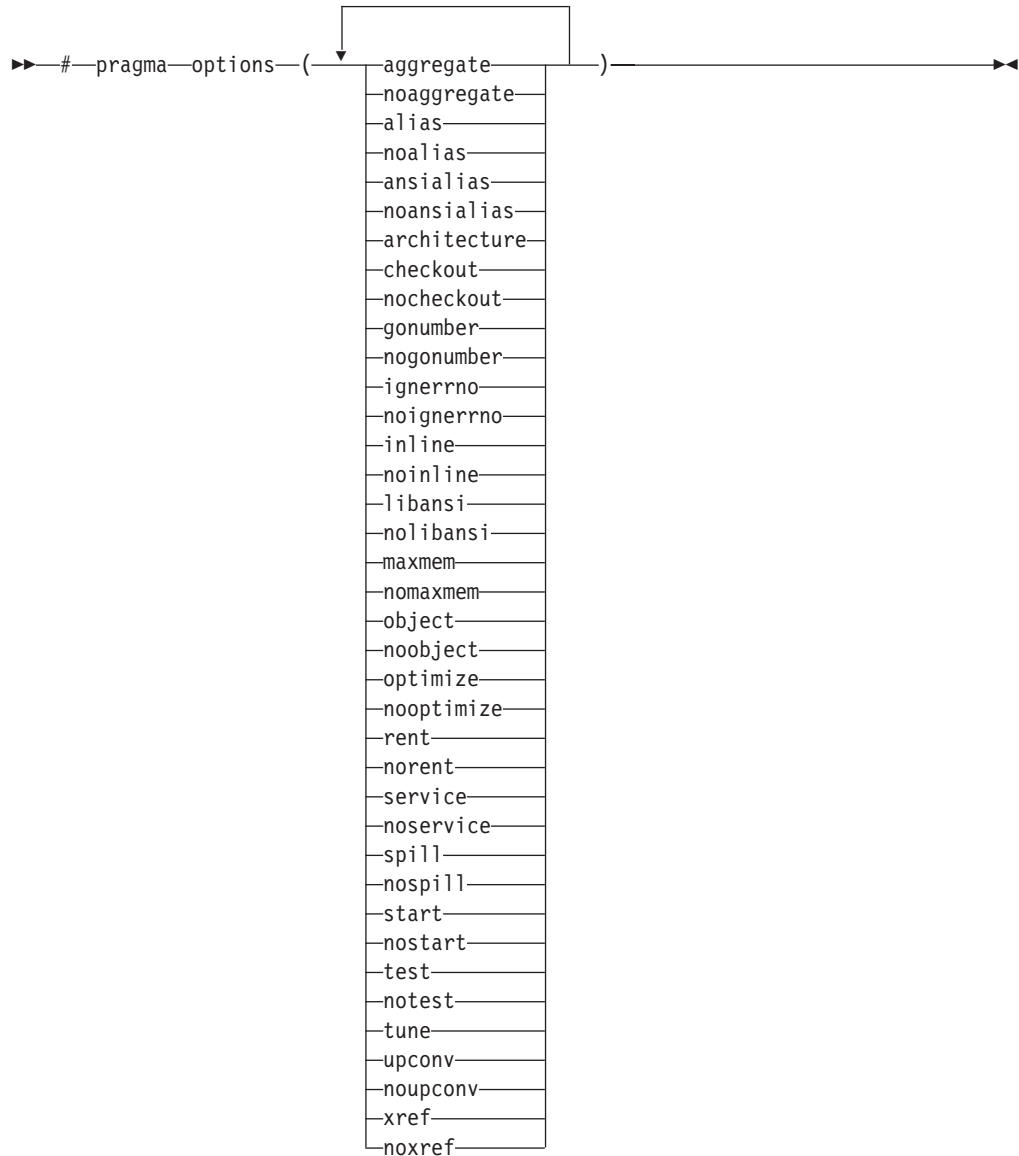 # pragma options ( aggregate )
noaggregate
alias
noalias
ansialias
noansialias
architecture
checkout
nocheckout
gonumber
nogonumber
ignerrno
noignerrno
inline
noinline
libansi
nolibansi
maxmem
nomaxmem
object
noobject
optimize
nooptimize
rent
norent
service
noservice
spill
nospill
start
nostart
test
notest
tune
upconv
noupconv
xref
noxref